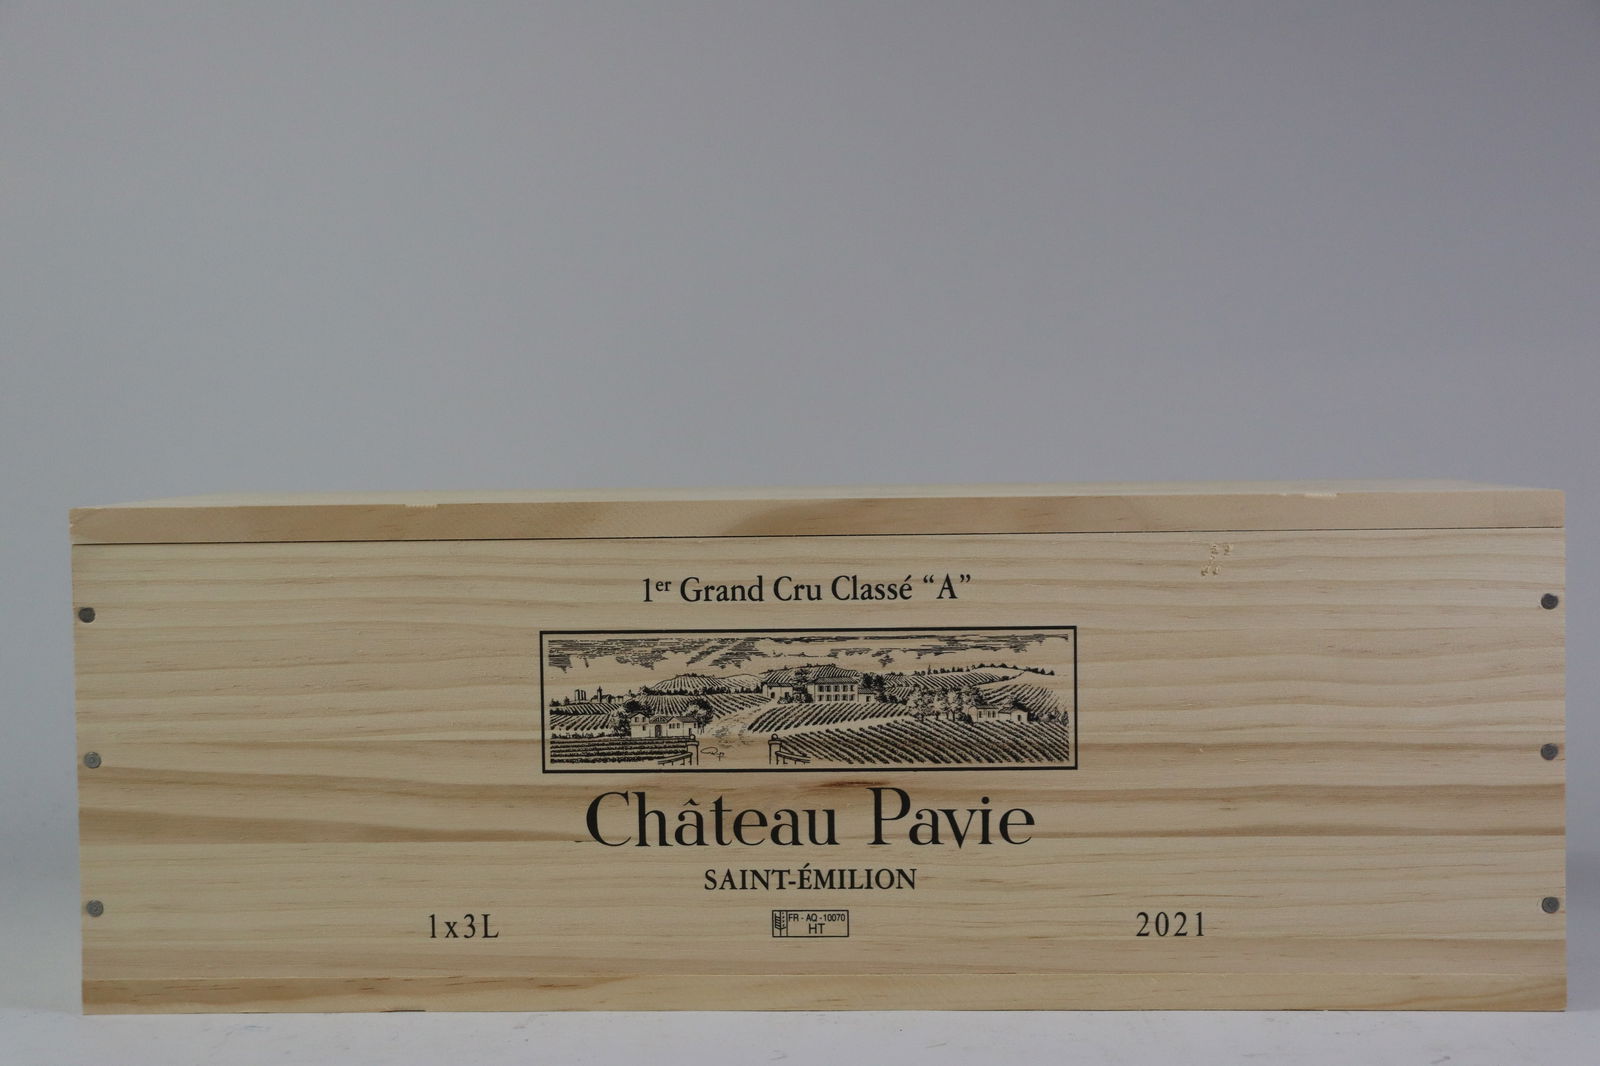 1er Grand Cru Classé “A”
Château Pavie
SAINT-ÉMILION
1x3L
FR - AQ - 10070
HT
2021